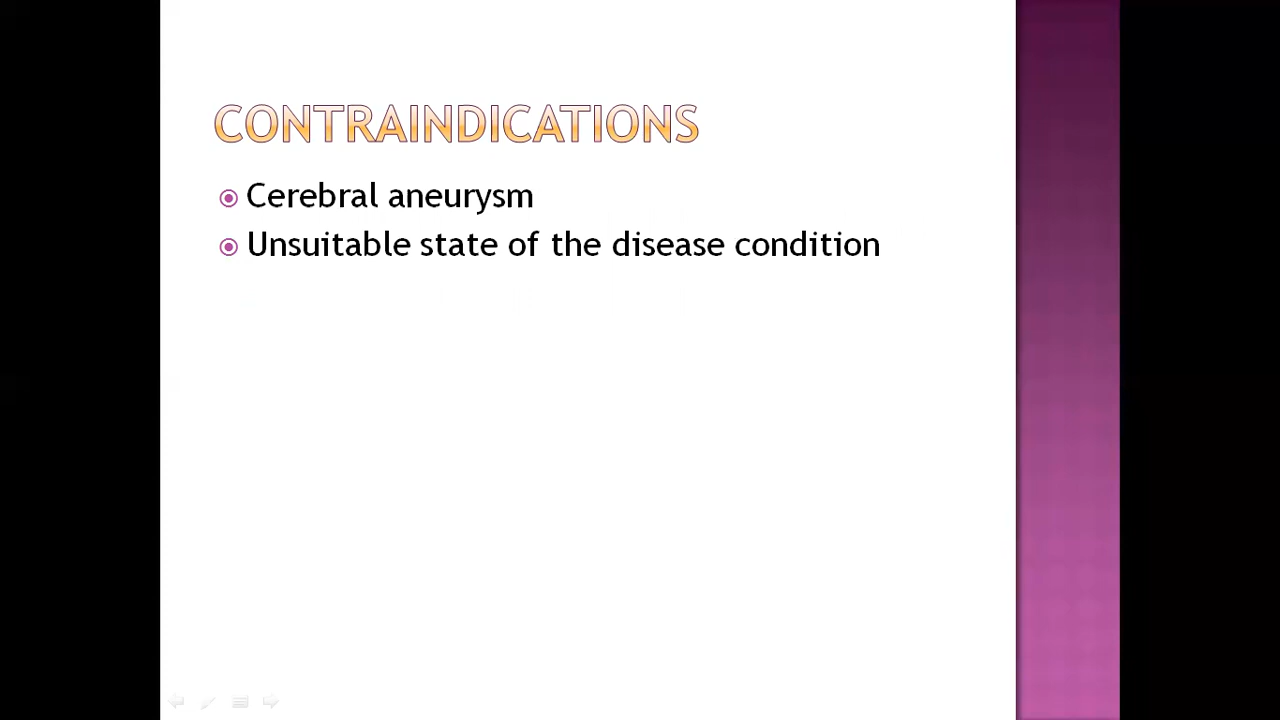 CONTRAINDICATIONS
Cerebral aneurysm
Unsuitable state of the disease condition